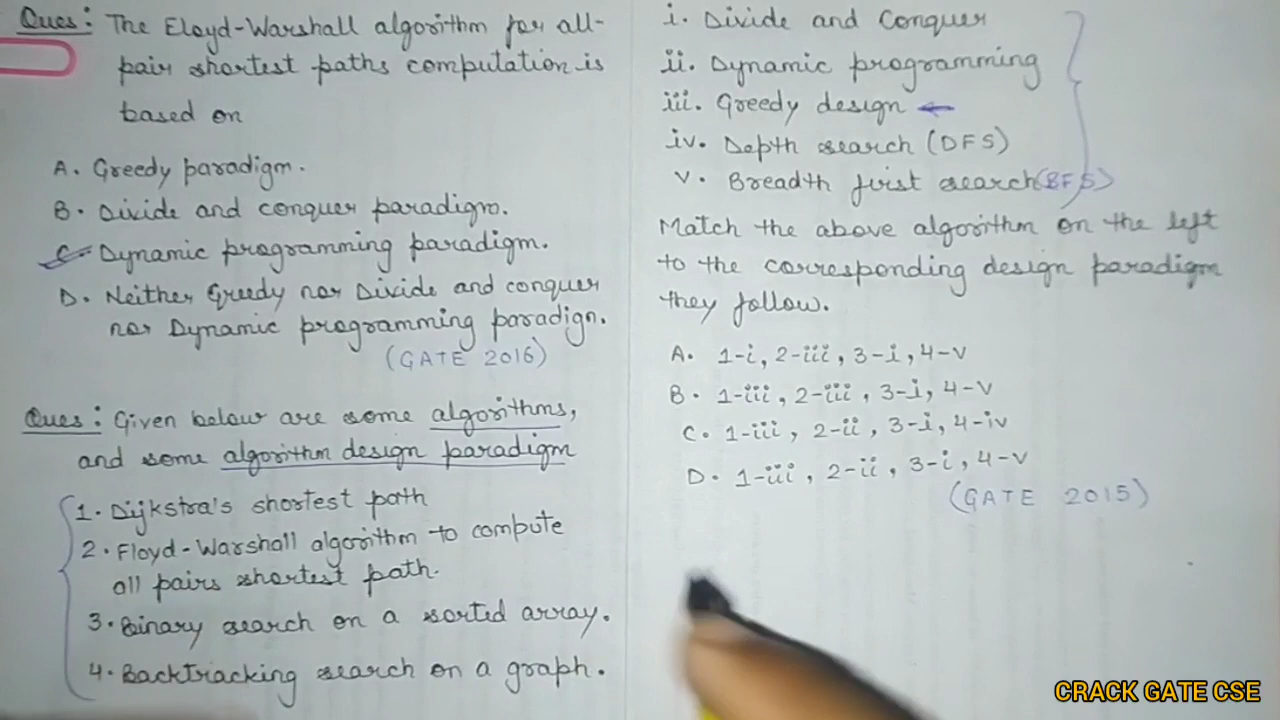 Ques: The Floyd-Warshall algorithm for all-
pair shortest paths computation is
based on
A. Greedy paradigm.
B. Divide and conquer paradigm.
C. Dynamic programming paradigm.
D. Neither Greedy nor Divide and conquer
nor Dynamic programming paradign.
(GATE 2016)
Ques: Given below are some algorithms,
and some algorithm design paradigm
1. Dijkstra's shortest path
2. Floyd-Warshall algorithm to compute
all pairs shortest path.
3. Binary search on a sorted array.
4. Backtracking search on a graph.
i. Divide and Conquer
ii. Dynamic programming
iii. Greedy design
iv. Depth search (DFS)
v. Breadth first search (BFS)
Match the above algorithm on the left
to the corresponding design paradigm
they follow.
A. 1-i, 2-iii, 3-i, 4-v
B. 1-iii, 2-iii, 3-i, 4-v
C. 1-iii, 2-ii, 3-i, 4-iv
D. 1-iii, 2-ii, 3-i, 4-v
(GATE 2015)
CRACK GATE CSE